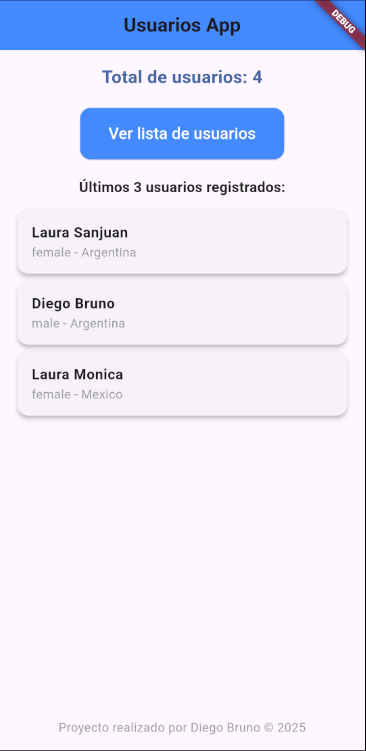 Usuarios App
DEBUG
Total de usuarios: 4
Ver lista de usuarios
Últimos 3 usuarios registrados:
Laura Sanjuan
female - Argentina
Diego Bruno
male - Argentina
Laura Monica
female - Mexico
Proyecto realizado por Diego Bruno © 2025